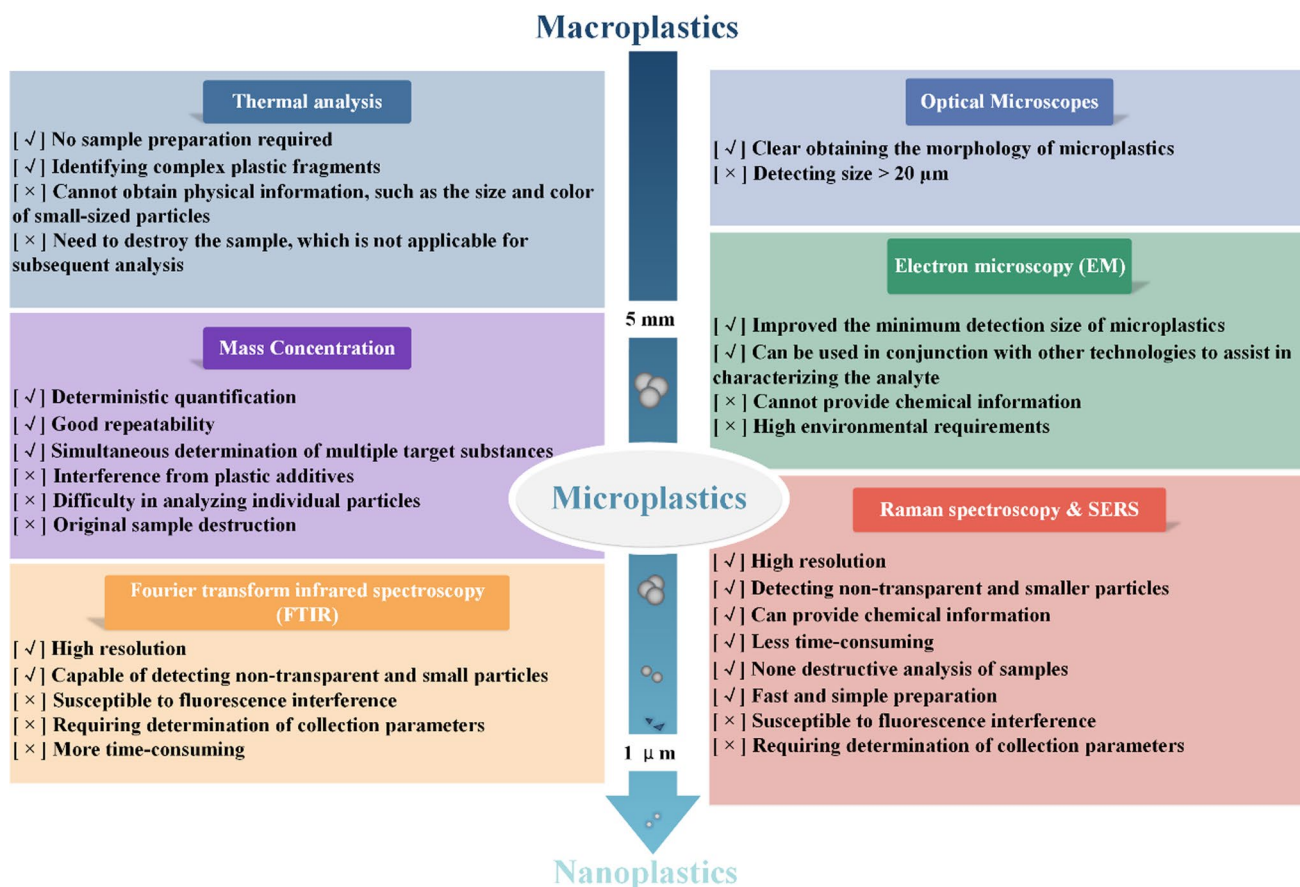 Macroplastics
Thermal analysis
[ √ ] No sample preparation required
[ √ ] Identifying complex plastic fragments
[ × ] Cannot obtain physical information, such as the size and color
of small-sized particles
[ × ] Need to destroy the sample, which is not applicable for
subsequent analysis
Mass Concentration
[ √ ] Deterministic quantification
[ √ ] Good repeatability
[ √ ] Simultaneous determination of multiple target substances
[ × ] Interference from plastic additives
[ × ] Difficulty in analyzing individual particles
[ × ] Original sample destruction
Fourier transform infrared spectroscopy
(FTIR)
[ √ ] High resolution
[ √ ] Capable of detecting non-transparent and small particles
[ × ] Susceptible to fluorescence interference
[ × ] Requiring determination of collection parameters
[ × ] More time-consuming
5 mm
Microplastics
1 μm
Nanoplastics
Optical Microscopes
[ √ ] Clear obtaining the morphology of microplastics
[ × ] Detecting size > 20 μm
Electron microscopy (EM)
[ √ ] Improved the minimum detection size of microplastics
[ √ ] Can be used in conjunction with other technologies to assist in
characterizing the analyte
[ × ] Cannot provide chemical information
[ × ] High environmental requirements
Raman spectroscopy & SERS
[ √ ] High resolution
[ √ ] Detecting non-transparent and smaller particles
[ √ ] Can provide chemical information
[ √ ] Less time-consuming
[ √ ] None destructive analysis of samples
[ √ ] Fast and simple preparation
[ × ] Susceptible to fluorescence interference
[ × ] Requiring determination of collection parameters